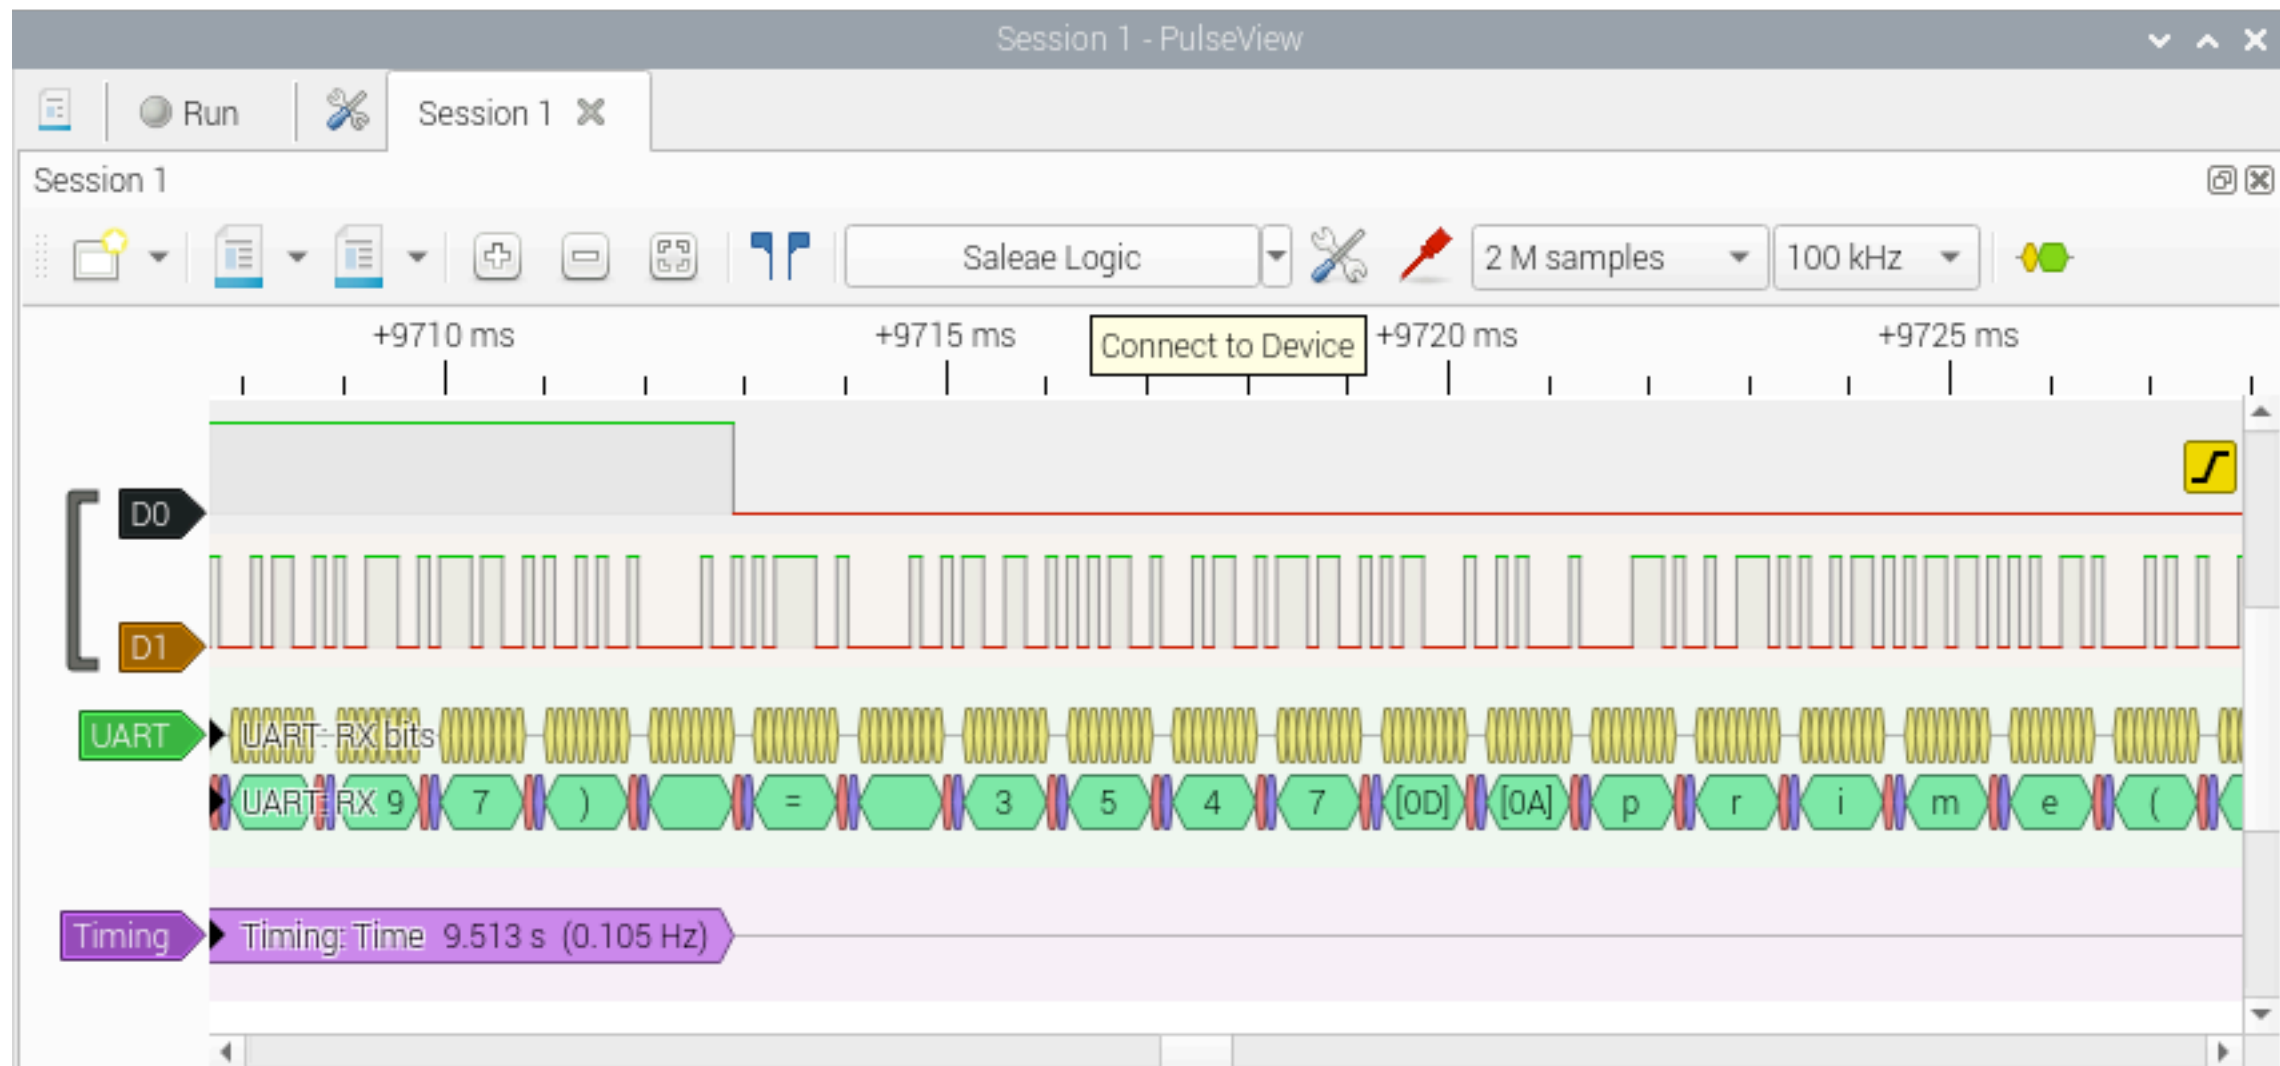 Session 1 - PulseView
Run
Session 1
Session 1
Saleae Logic
2 M samples
100 kHz
+9710 ms
+9715 ms
Connect to Device
+9720 ms
+9725 ms
D0
D1
UART
UART: RX bits
UART: RX 9 7 ) = 3 5 4 7 [0D] [0A] p r i m e (
Timing
Timing: Time 9.513 s (0.105 Hz)